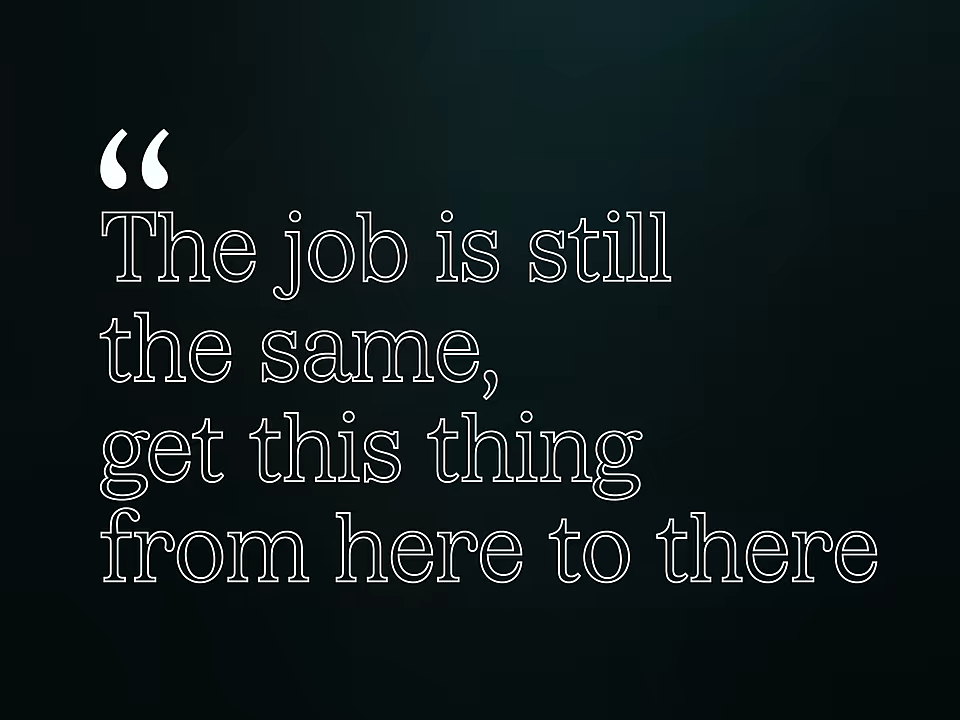 “
The job is still
the same,
get this thing
from here to there